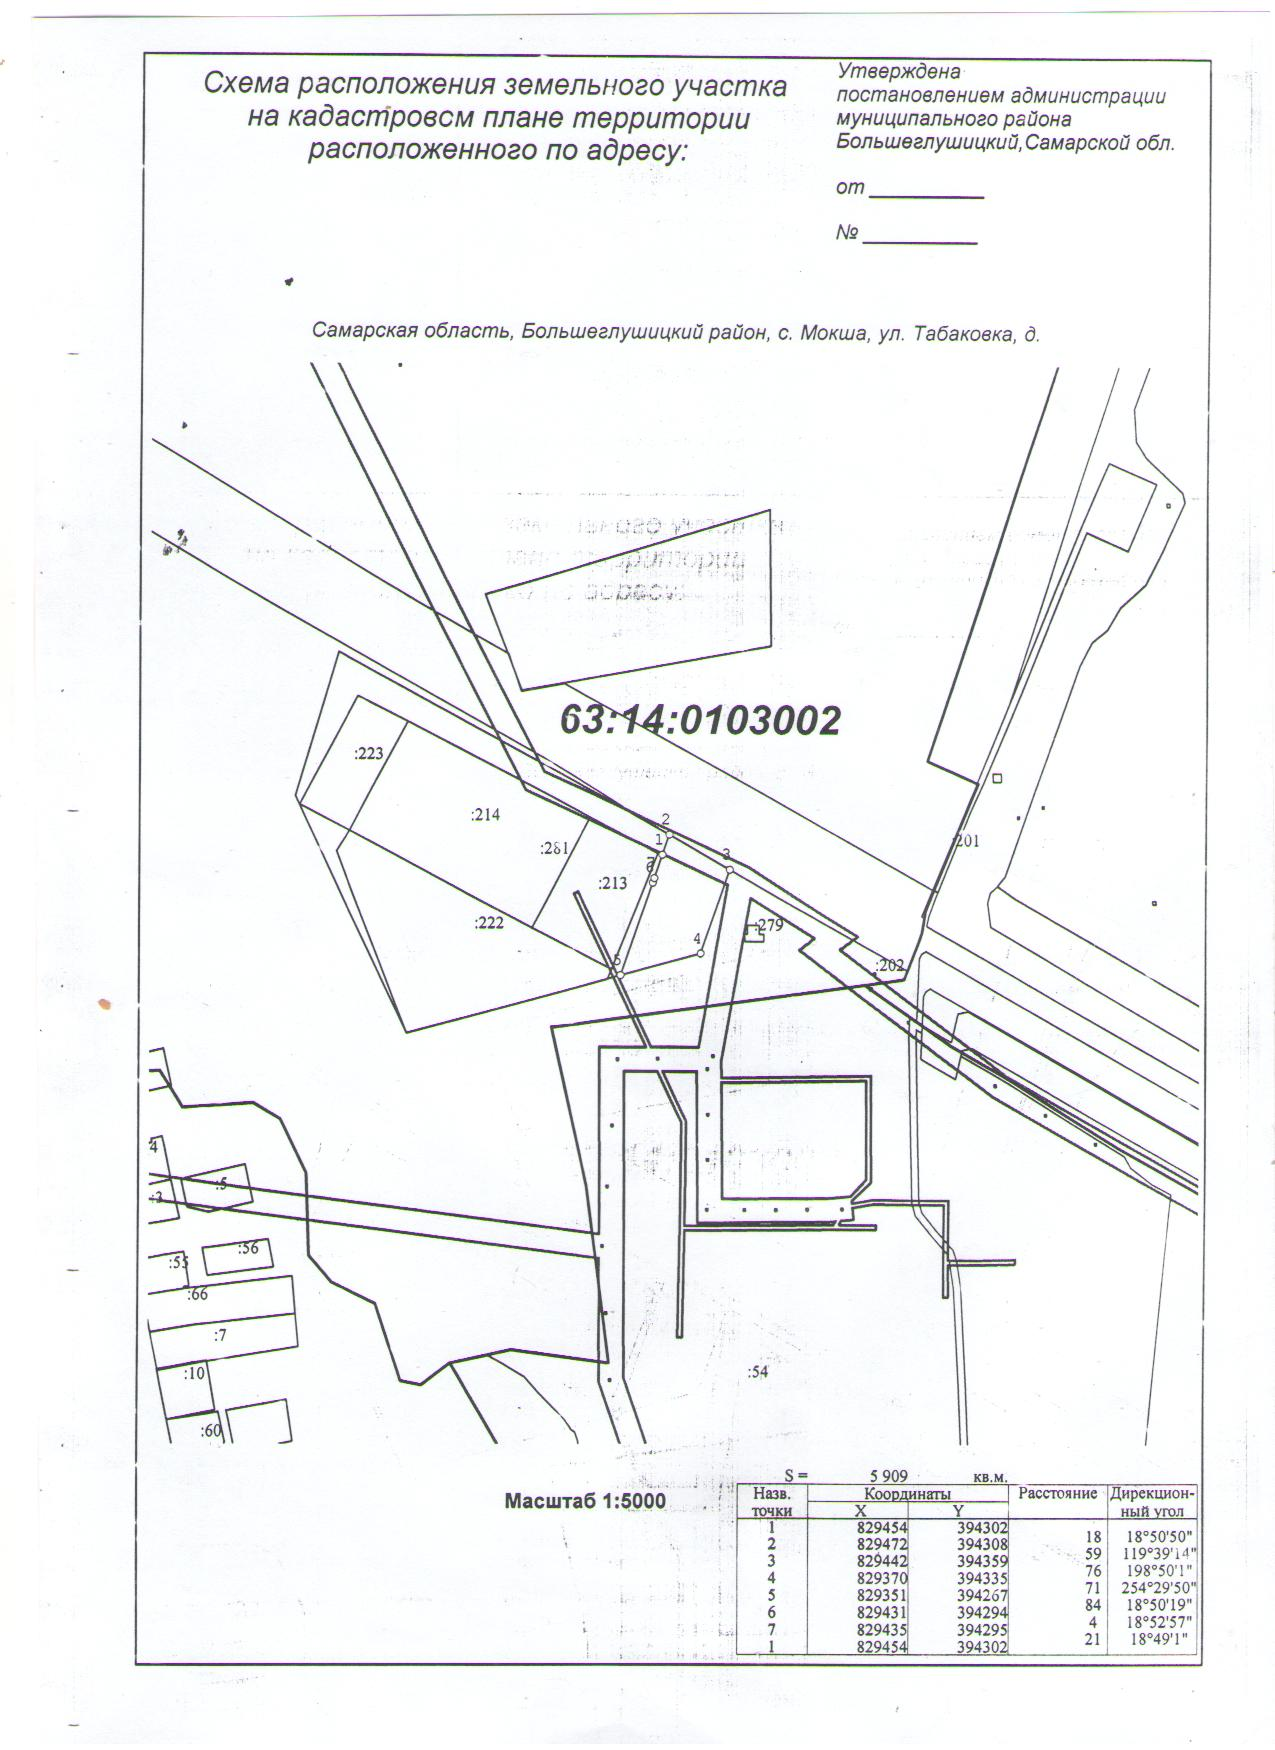 Схема расположения земельного участка
на кадастровсм плане территории
расположенного по адресу:
Утверждена
постановлением администрации
муниципального района
Большеглушицкий,Самарской обл.
от
№
Самарская область, Большеглушицкий район, с. Мокша, ул. Табаковка, д.
63:14:0103002
:223
:214
:281
:213
:222
2
1
3
7
6
4
5
:201
:279
:202
4
:3
:5
:55
:56
:66
:7
:10
:60
:54
Масштаб 1:5000
S = 5 909 кв.м.
Назв. точки Координаты X Y Расстояние Дирекцион-ный угол
1 829454 394302
18 18°50'50"
2 829472 394308
59 119°39'14"
3 829442 394359
76 198°50'1"
4 829370 394335
71 254°29'50"
5 829351 394267
84 18°50'19"
6 829431 394294
4 18°52'57"
7 829435 394295
21 18°49'1"
1 829454 394302